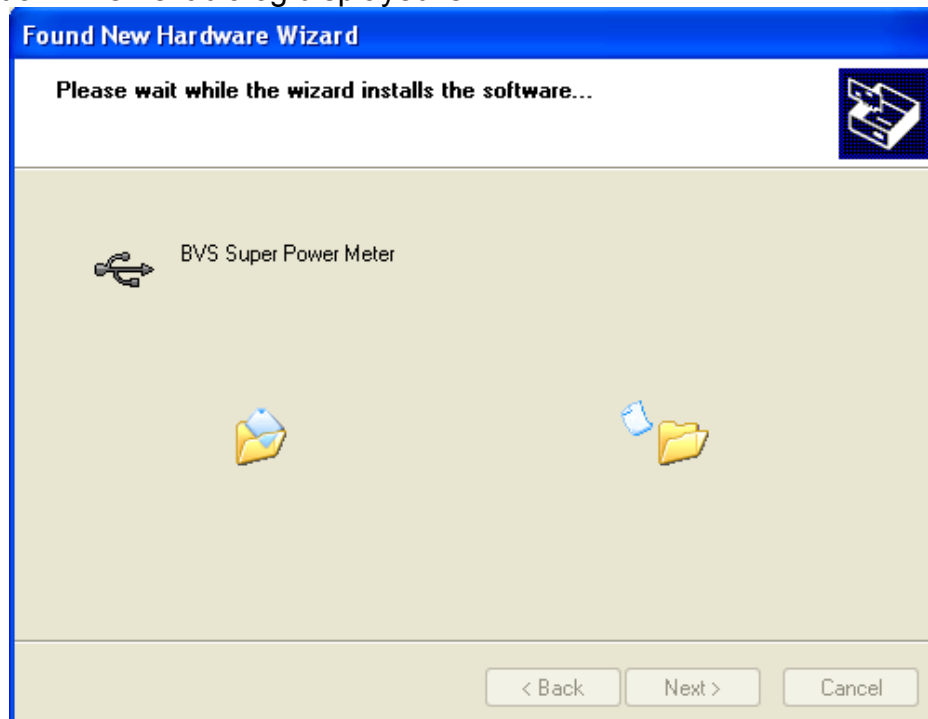 Found New Hardware Wizard
Please wait while the wizard installs the software...
BVS Super Power Meter
< Back Next > Cancel